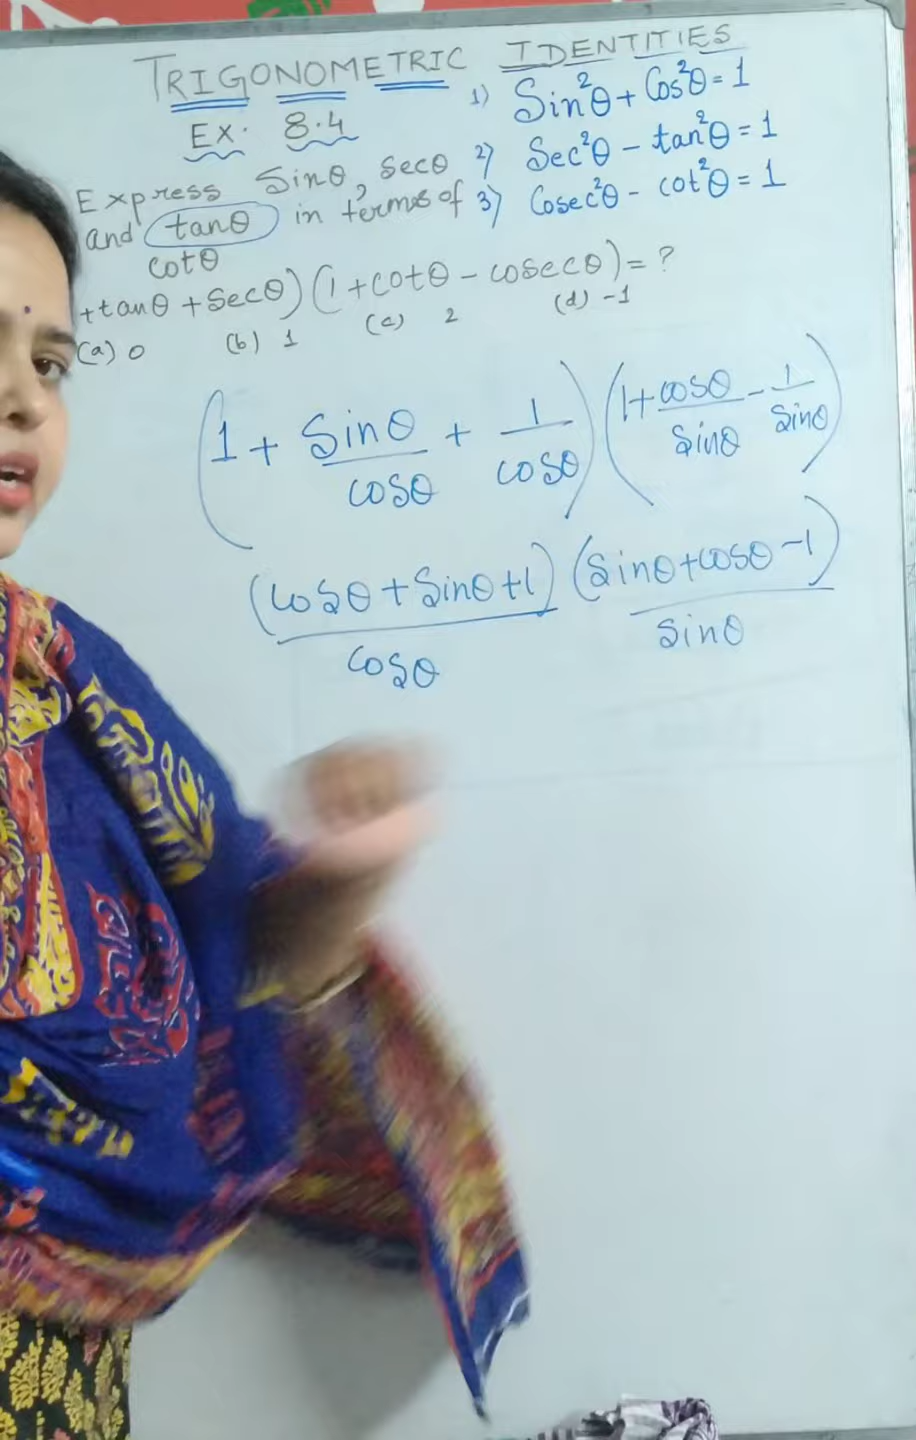 TRIGONOMETRIC IDENTITIES
Ex. 8.4
1) Sin²θ + Cos²θ = 1
2) Sec²θ - tan²θ = 1
3) Cosec²θ - cot²θ = 1
Express Sinθ, secθ
and tanθ in terms of
cotθ
+tanθ + secθ) (1+cotθ - cosecθ) = ?
(a) 0 (b) 1 (c) 2 (d) -1
(1 + Sinθ/cosθ + 1/cosθ) (1+cosθ/sinθ - 1/sinθ)
(cosθ + Sinθ+1)/cosθ (Sinθ+cosθ-1)/sinθ